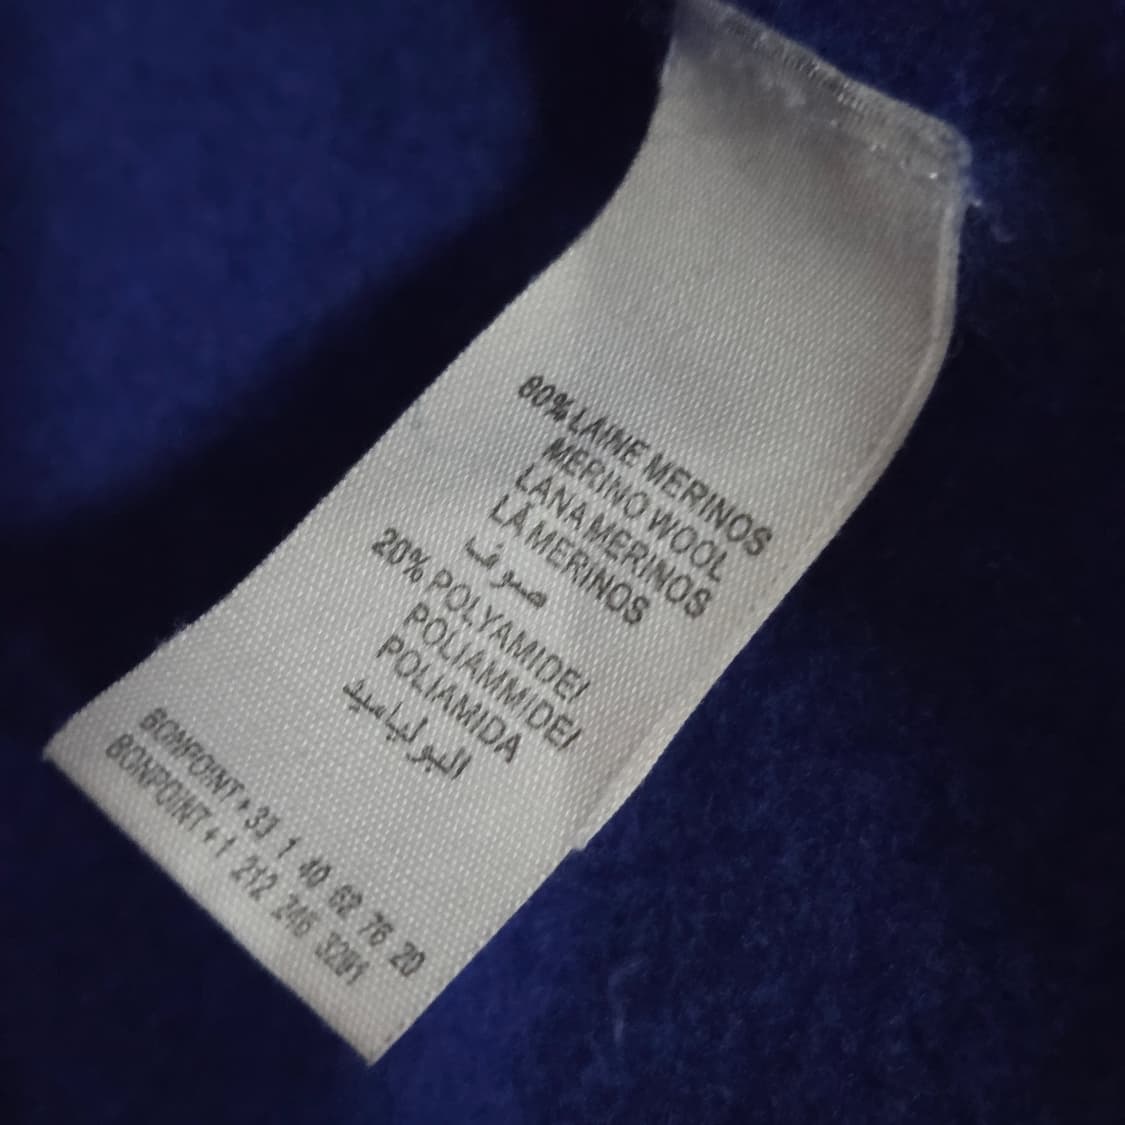 80% LAINE MERINOS
MERINO WOOL
LANA MERINOS
LÃ MERINOS
صوف
20% POLYAMIDE/
POLIAMMIDE/
POLIAMIDA
البولياميد
BONPOINT + 33 1 40 62 76 20
BONPOINT + 1 212 246 3291